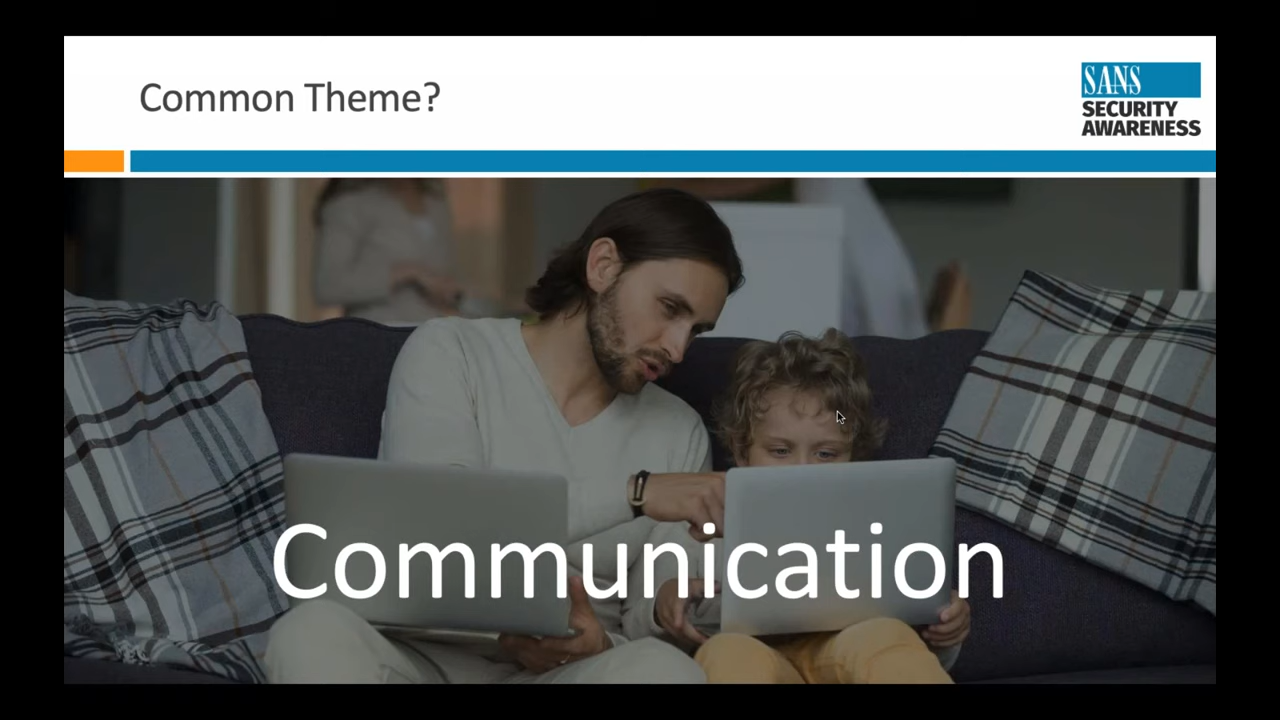 Common Theme?
SANS
SECURITY
AWARENESS
Communication